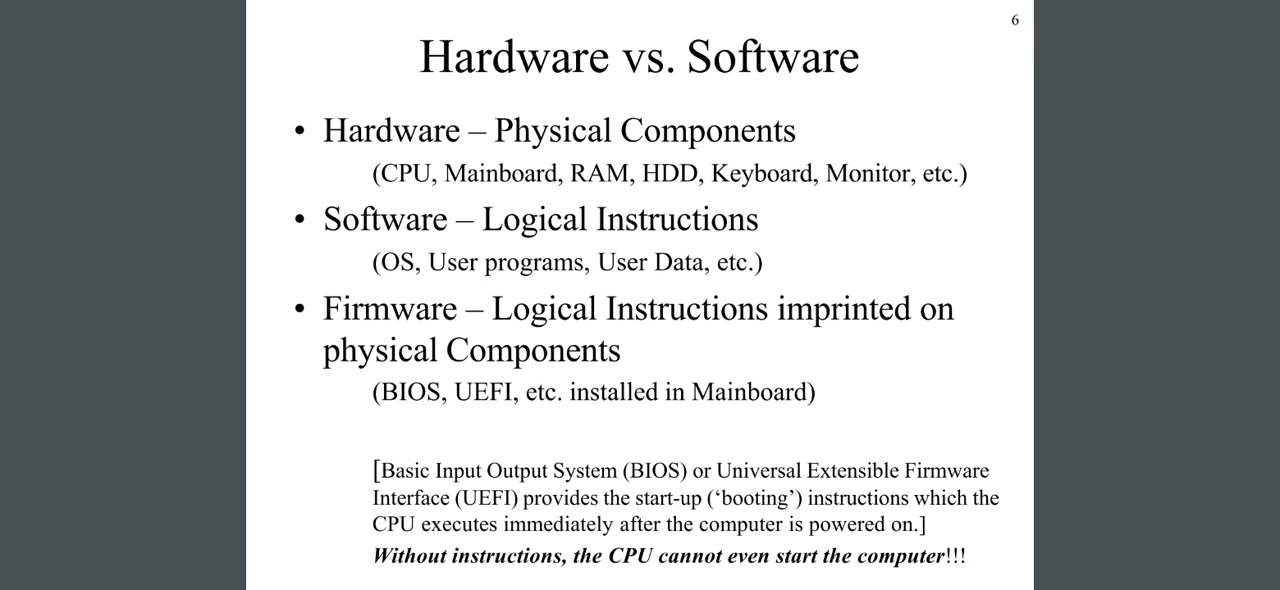 6
Hardware vs. Software
• Hardware – Physical Components
(CPU, Mainboard, RAM, HDD, Keyboard, Monitor, etc.)
• Software – Logical Instructions
(OS, User programs, User Data, etc.)
• Firmware – Logical Instructions imprinted on
physical Components
(BIOS, UEFI, etc. installed in Mainboard)
[Basic Input Output System (BIOS) or Universal Extensible Firmware
Interface (UEFI) provides the start-up (‘booting’) instructions which the
CPU executes immediately after the computer is powered on.]
Without instructions, the CPU cannot even start the computer!!!